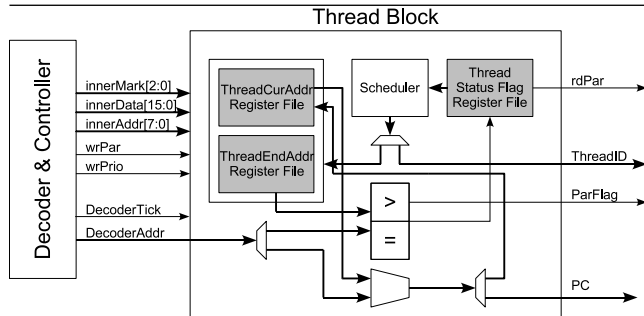 Thread Block
Decoder & Controller
innerMark[2:0]
innerData[15:0]
innerAddr[7:0]
wrPar
wrPrio
DecoderTick
DecoderAddr
ThreadCurAddr
Register File
ThreadEndAddr
Register File
Scheduler
Thread
Status Flag
Register File
>
=
rdPar
ThreadID
ParFlag
PC